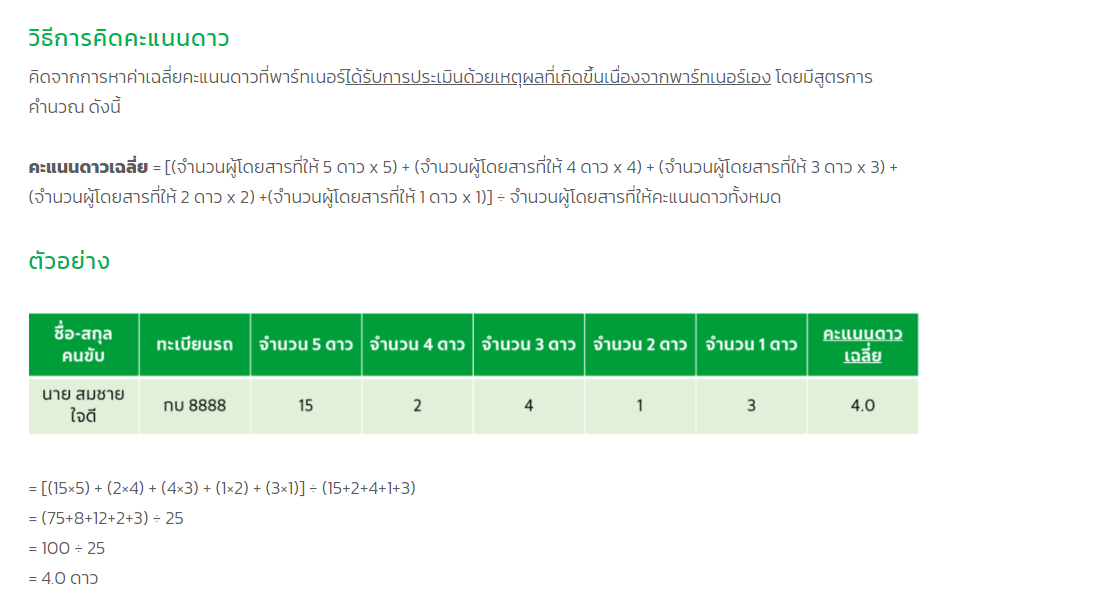 วิธีการคิดคะแนนดาว
คิดจากการหาค่าเฉลี่ยคะแนนดาวที่พาร์ทเนอร์ได้รับการประเมินด้วยเหตุผลที่เกิดขึ้นเนื่องจากพาร์ทเนอร์เอง โดยมีสูตรการ
คำนวณ ดังนี้
คะแนนดาวเฉลี่ย = [(จำนวนผู้โดยสารที่ให้ 5 ดาว x 5) + (จำนวนผู้โดยสารที่ให้ 4 ดาว x 4) + (จำนวนผู้โดยสารที่ให้ 3 ดาว x 3) +
(จำนวนผู้โดยสารที่ให้ 2 ดาว x 2) +(จำนวนผู้โดยสารที่ให้ 1 ดาว x 1)] ÷ จำนวนผู้โดยสารที่ให้คะแนนดาวทั้งหมด
ตัวอย่าง
ชื่อ-สกุล
คนขับ
ทะเบียนรถ
จำนวน 5 ดาว
จำนวน 4 ดาว
จำนวน 3 ดาว
จำนวน 2 ดาว
จำนวน 1 ดาว
คะแนนดาว
เฉลี่ย
นาย สมชาย
ใจดี
กบ 8888
15
2
4
1
3
4.0
= [(15×5) + (2×4) + (4×3) + (1×2) + (3×1)] ÷ (15+2+4+1+3)
= (75+8+12+2+3) ÷ 25
= 100 ÷ 25
= 4.0 ดาว